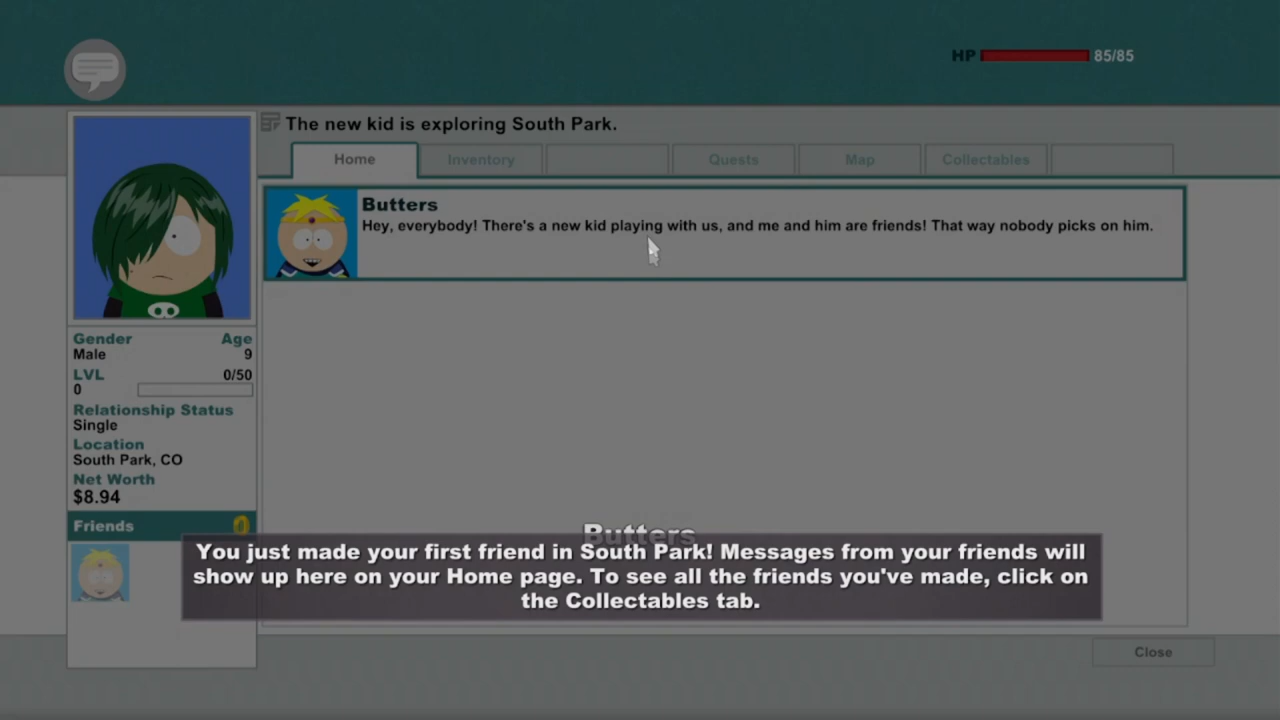 HP 85/85
The new kid is exploring South Park.
Home Inventory Quests Map Collectables
Butters
Hey, everybody! There's a new kid playing with us, and me and him are friends! That way nobody picks on him.
Gender Age
Male 9
LVL 0/50
0
Relationship Status
Single
Location
South Park, CO
Net Worth
$8.94
Friends
Butters
You just made your first friend in South Park! Messages from your friends will
show up here on your Home page. To see all the friends you've made, click on
the Collectables tab.
Close